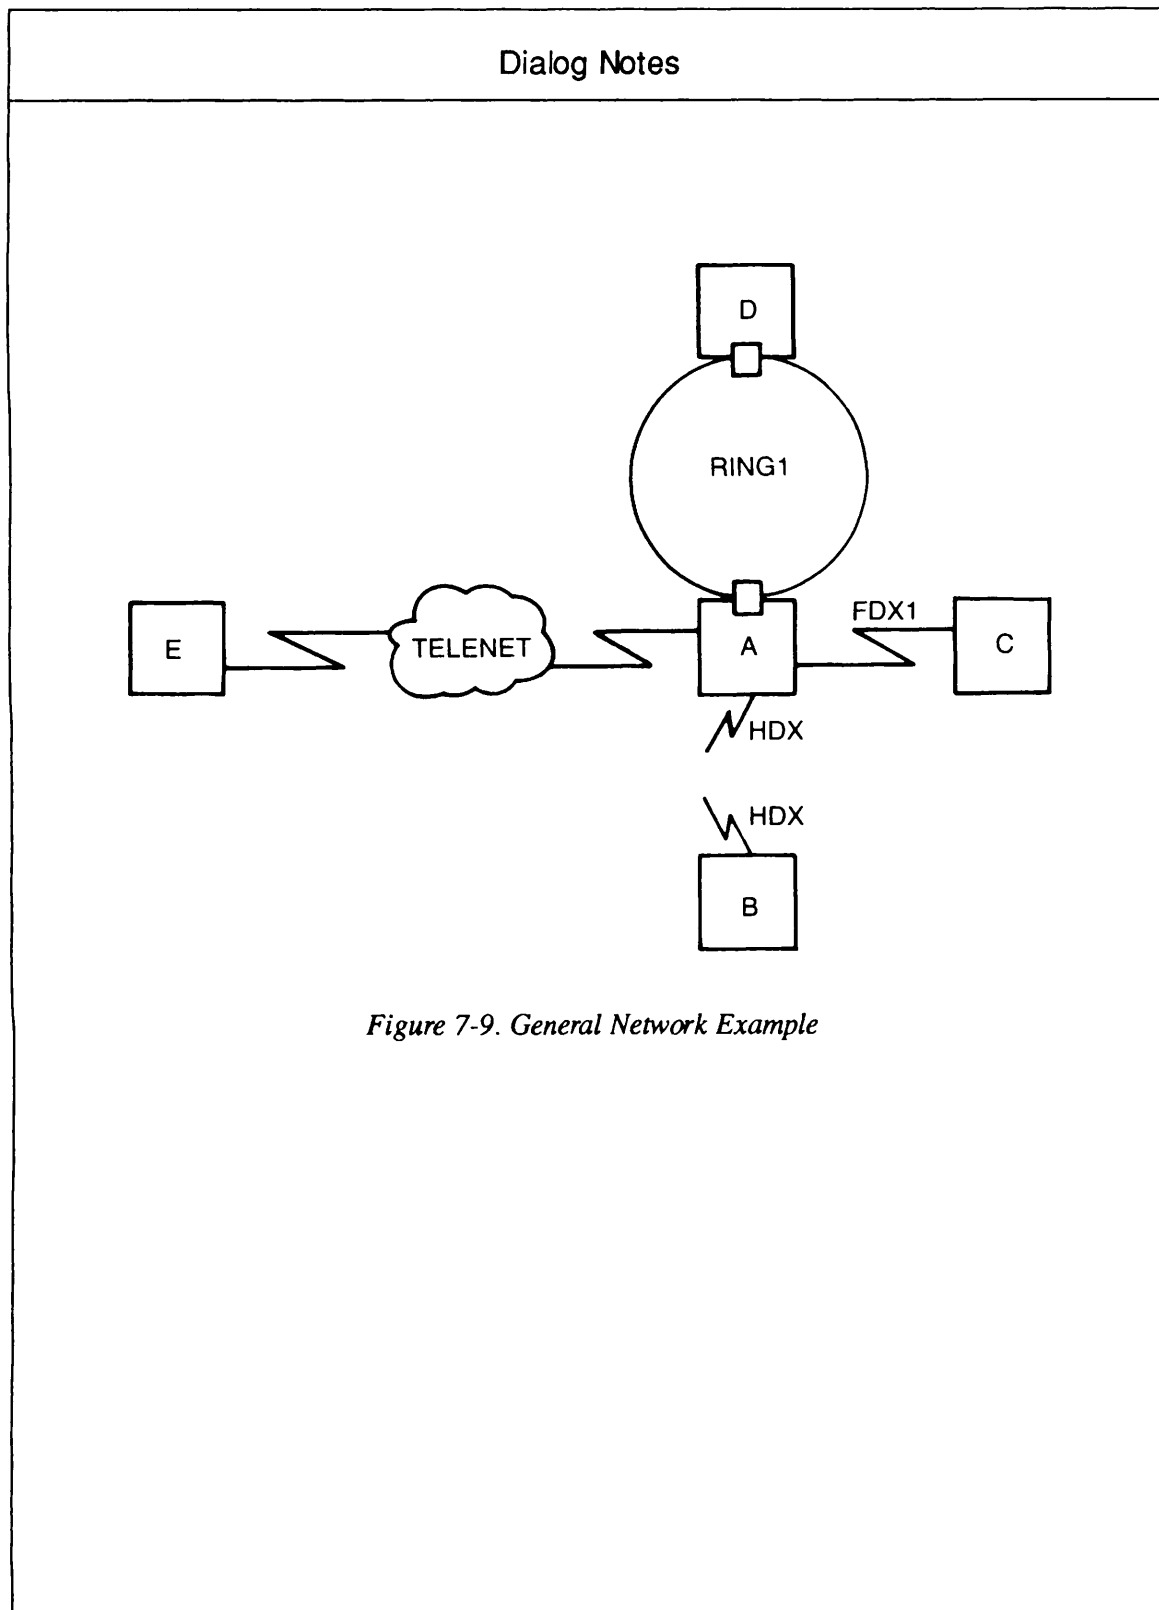 Dialog Notes
D
RING1
E
TELENET
A
FDX1
C
HDX
HDX
B
Figure 7-9. General Network Example